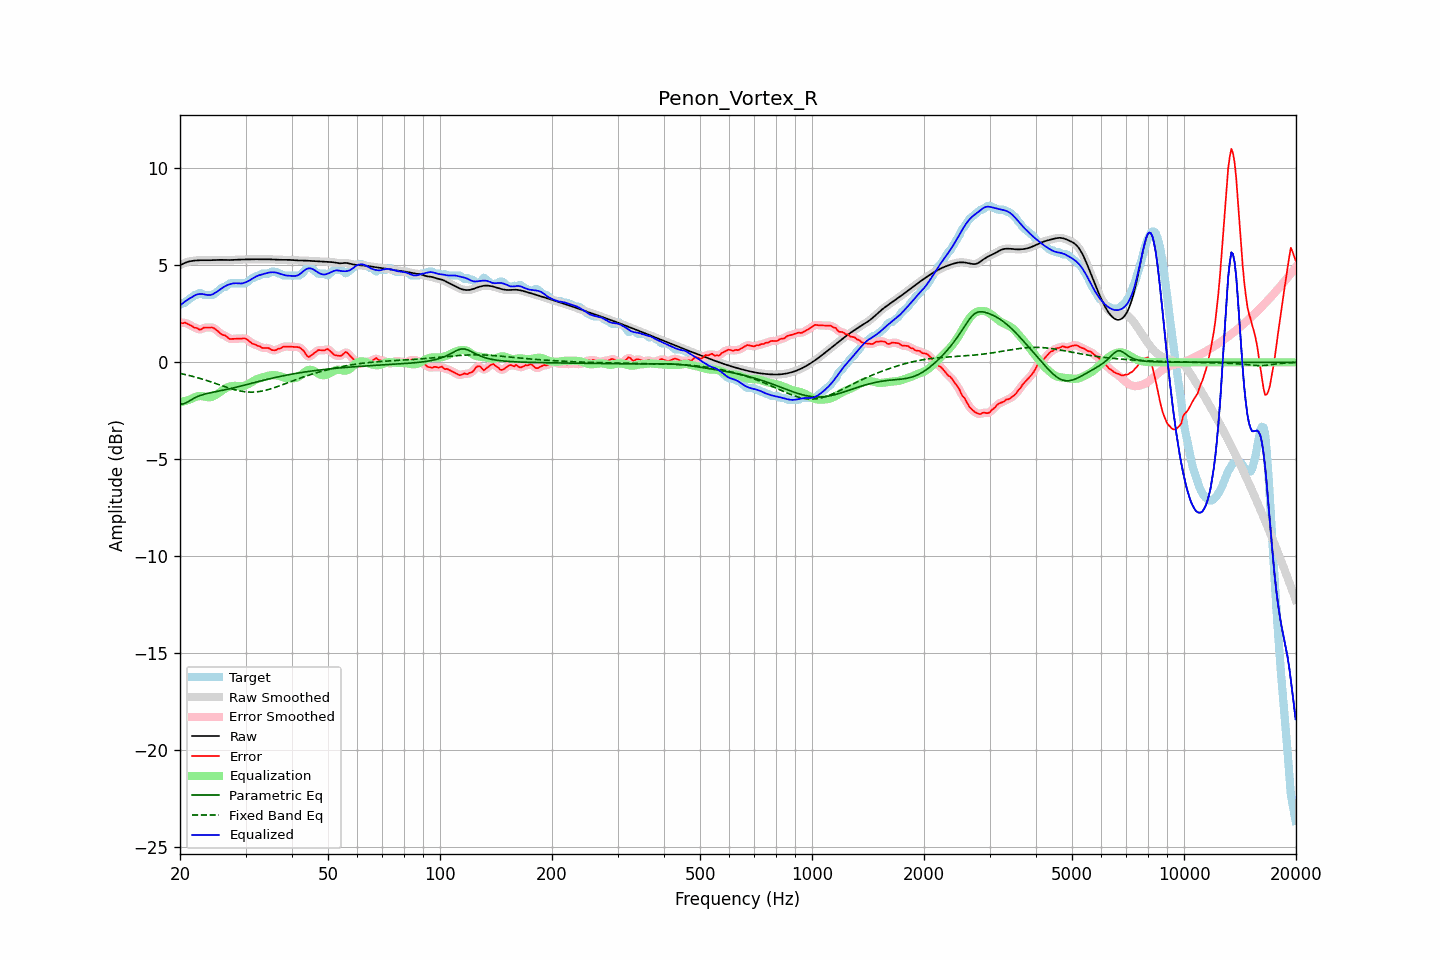 Penon_Vortex_R
Amplitude (dBr)
10
5
0
−5
−10
−15
−20
−25
Target
Raw Smoothed
Error Smoothed
Raw
Error
Equalization
Parametric Eq
Fixed Band Eq
Equalized
20 50 100 200 500 1000 2000 5000 10000 20000
Frequency (Hz)